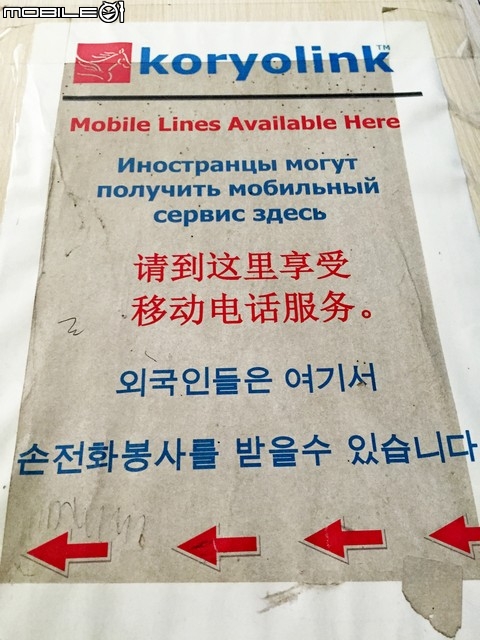 MOBILE01
koryolink™
Mobile Lines Available Here
Иностранцы могут
получить мобильный
сервис здесь
请到这里享受
移动电话服务。
외국인들은 여기서
손전화봉사를 받을수 있습니다